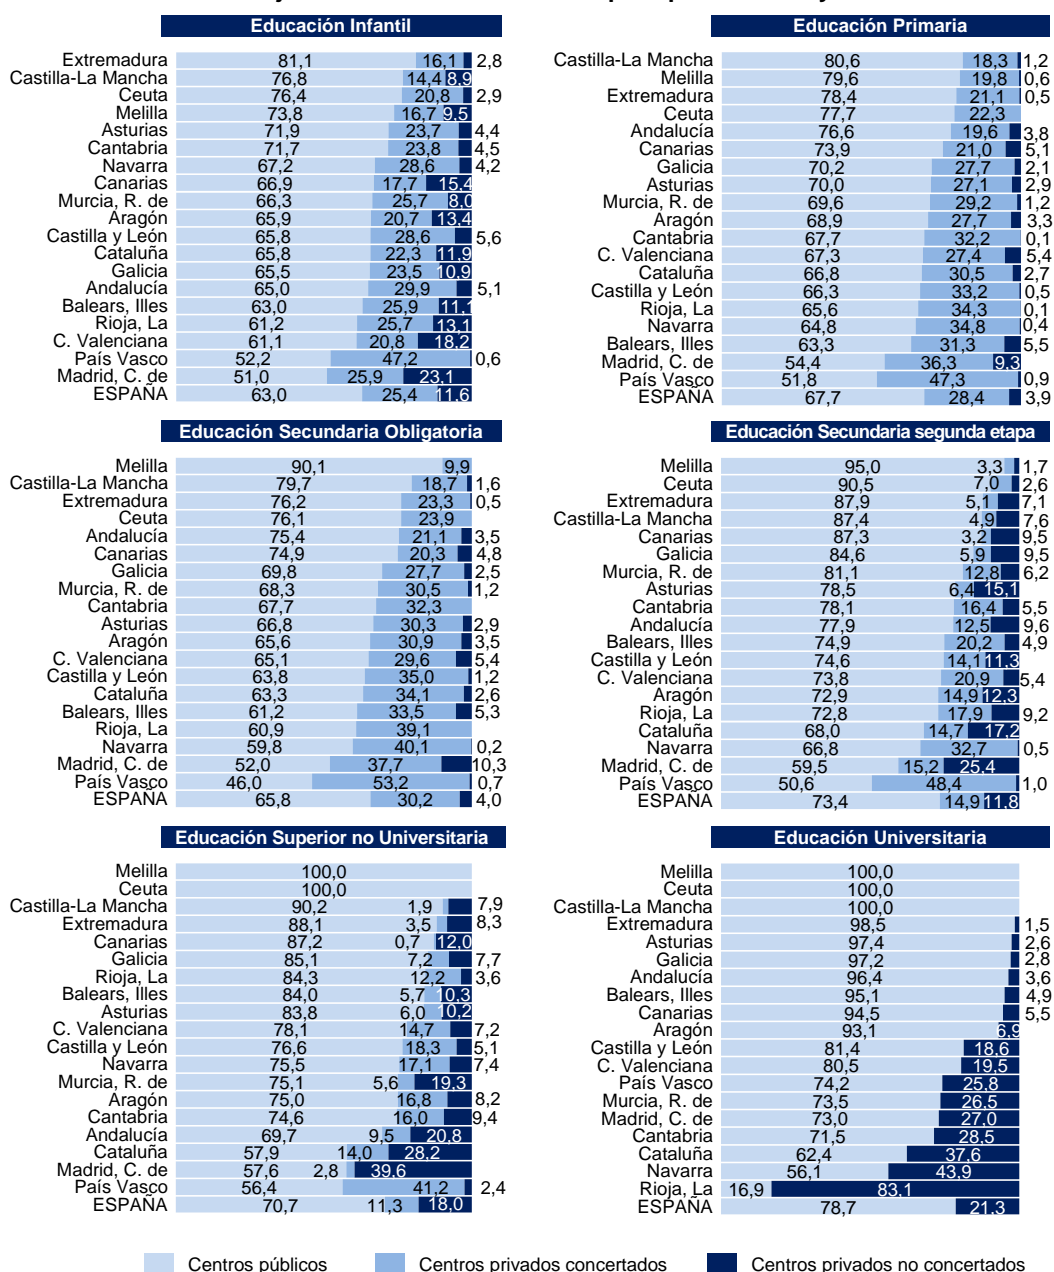 Educación Infantil
Extremadura 81,1 16,1 2,8
Castilla-La Mancha 76,8 14,4 8,9
Ceuta 76,4 20,8 2,9
Melilla 73,8 16,7 9,5
Asturias 71,9 23,7 4,4
Cantabria 71,7 23,8 4,5
Navarra 67,2 28,6 4,2
Canarias 66,9 17,7 15,4
Murcia, R. de 66,3 25,7 8,0
Aragón 65,9 20,7 13,4
Castilla y León 65,8 28,6 5,6
Cataluña 65,8 22,3 11,9
Galicia 65,5 23,5 10,9
Andalucía 65,0 29,9 5,1
Balears, Illes 63,0 25,9 11,1
Rioja, La 61,2 25,7 13,1
C. Valenciana 61,1 20,8 18,2
País Vasco 52,2 47,2 0,6
Madrid, C. de 51,0 25,9 23,1
ESPAÑA 63,0 25,4 11,6
Educación Primaria
Castilla-La Mancha 80,6 18,3 1,2
Melilla 79,6 19,8 0,6
Extremadura 78,4 21,1 0,5
Ceuta 77,7 22,3
Andalucía 76,6 19,6 3,8
Canarias 73,9 21,0 5,1
Galicia 70,2 27,7 2,1
Asturias 70,0 27,1 2,9
Murcia, R. de 69,6 29,2 1,2
Aragón 68,9 27,7 3,3
Cantabria 67,7 32,2 0,1
C. Valenciana 67,3 27,4 5,4
Cataluña 66,8 30,5 2,7
Castilla y León 66,3 33,2 0,5
Rioja, La 65,6 34,3 0,1
Navarra 64,8 34,8 0,4
Balears, Illes 63,3 31,3 5,5
Madrid, C. de 54,4 36,3 9,3
País Vasco 51,8 47,3 0,9
ESPAÑA 67,7 28,4 3,9
Educación Secundaria Obligatoria
Melilla 90,1 9,9
Castilla-La Mancha 79,7 18,7 1,6
Extremadura 76,2 23,3 0,5
Ceuta 76,1 23,9
Andalucía 75,4 21,1 3,5
Canarias 74,9 20,3 4,8
Galicia 69,8 27,7 2,5
Murcia, R. de 68,3 30,5 1,2
Cantabria 67,7 32,3
Asturias 66,8 30,3 2,9
Aragón 65,6 30,9 3,5
C. Valenciana 65,1 29,6 5,4
Castilla y León 63,8 35,0 1,2
Cataluña 63,3 34,1 2,6
Balears, Illes 61,2 33,5 5,3
Rioja, La 60,9 39,1
Navarra 59,8 40,1 0,2
Madrid, C. de 52,0 37,7 10,3
País Vasco 46,0 53,2 0,7
ESPAÑA 65,8 30,2 4,0
Educación Secundaria segunda etapa
Melilla 95,0 3,3 1,7
Ceuta 90,5 7,0 2,6
Extremadura 87,9 5,1 7,1
Castilla-La Mancha 87,4 4,9 7,6
Canarias 87,3 3,2 9,5
Galicia 84,6 5,9 9,5
Murcia, R. de 81,1 12,8 6,2
Asturias 78,5 6,4 15,1
Cantabria 78,1 16,4 5,5
Andalucía 77,9 12,5 9,6
Balears, Illes 74,9 20,2 4,9
Castilla y León 74,6 14,1 11,3
C. Valenciana 73,8 20,9 5,4
Aragón 72,9 14,9 12,3
Rioja, La 72,8 17,9 9,2
Cataluña 68,0 14,7 17,2
Navarra 66,8 32,7 0,5
Madrid, C. de 59,5 15,2 25,4
País Vasco 50,6 48,4 1,0
ESPAÑA 73,4 14,9 11,8
Educación Superior no Universitaria
Melilla 100,0
Ceuta 100,0
Castilla-La Mancha 90,2 1,9 7,9
Extremadura 88,1 3,5 8,3
Canarias 87,2 0,7 12,0
Galicia 85,1 7,2 7,7
Rioja, La 84,3 12,2 3,6
Balears, Illes 84,0 5,7 10,3
Asturias 83,8 6,0 10,2
C. Valenciana 78,1 14,7 7,2
Castilla y León 76,6 18,3 5,1
Navarra 75,5 17,1 7,4
Murcia, R. de 75,1 5,6 19,3
Aragón 75,0 16,8 8,2
Cantabria 74,6 16,0 9,4
Andalucía 69,7 9,5 20,8
Cataluña 57,9 14,0 28,2
Madrid, C. de 57,6 2,8 39,6
País Vasco 56,4 41,2 2,4
ESPAÑA 70,7 11,3 18,0
Educación Universitaria
Melilla 100,0
Ceuta 100,0
Castilla-La Mancha 100,0
Extremadura 98,5 1,5
Asturias 97,4 2,6
Galicia 97,2 2,8
Andalucía 96,4 3,6
Balears, Illes 95,1 4,9
Canarias 94,5 5,5
Aragón 93,1 6,9
Castilla y León 81,4 18,6
C. Valenciana 80,5 19,5
País Vasco 74,2 25,8
Murcia, R. de 73,5 26,5
Madrid, C. de 73,0 27,0
Cantabria 71,5 28,5
Cataluña 62,4 37,6
Navarra 56,1 43,9
Rioja, La 16,9 83,1
ESPAÑA 78,7 21,3
Centros públicos Centros privados concertados Centros privados no concertados